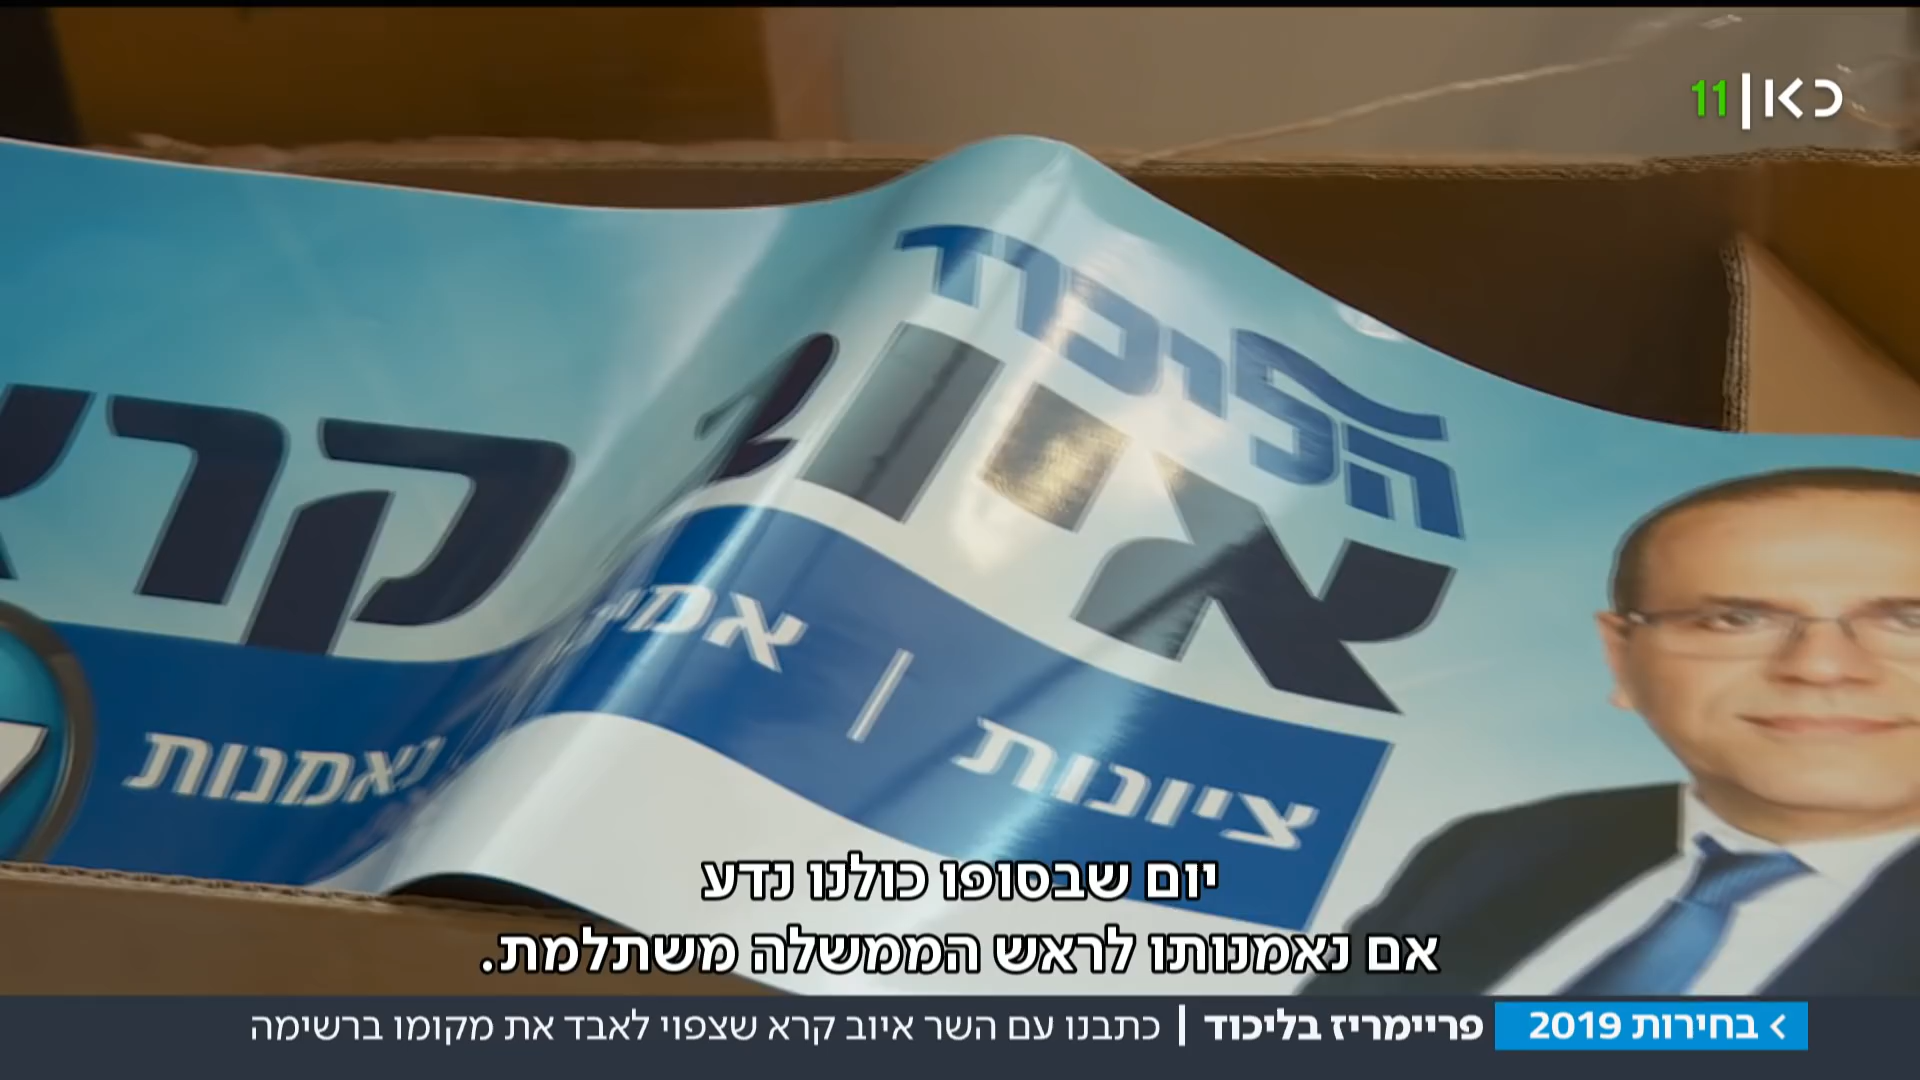 כאן 11
הליכוד
איוב קרא
ציונות | אמינ נאמנות
יום שבסופו כולנו נדע
אם נאמנותו לראש הממשלה משתלמת.
בחירות 2019 פריימריז בליכוד | כתבנו עם השר איוב קרא שצפוי לאבד את מקומו ברשימה